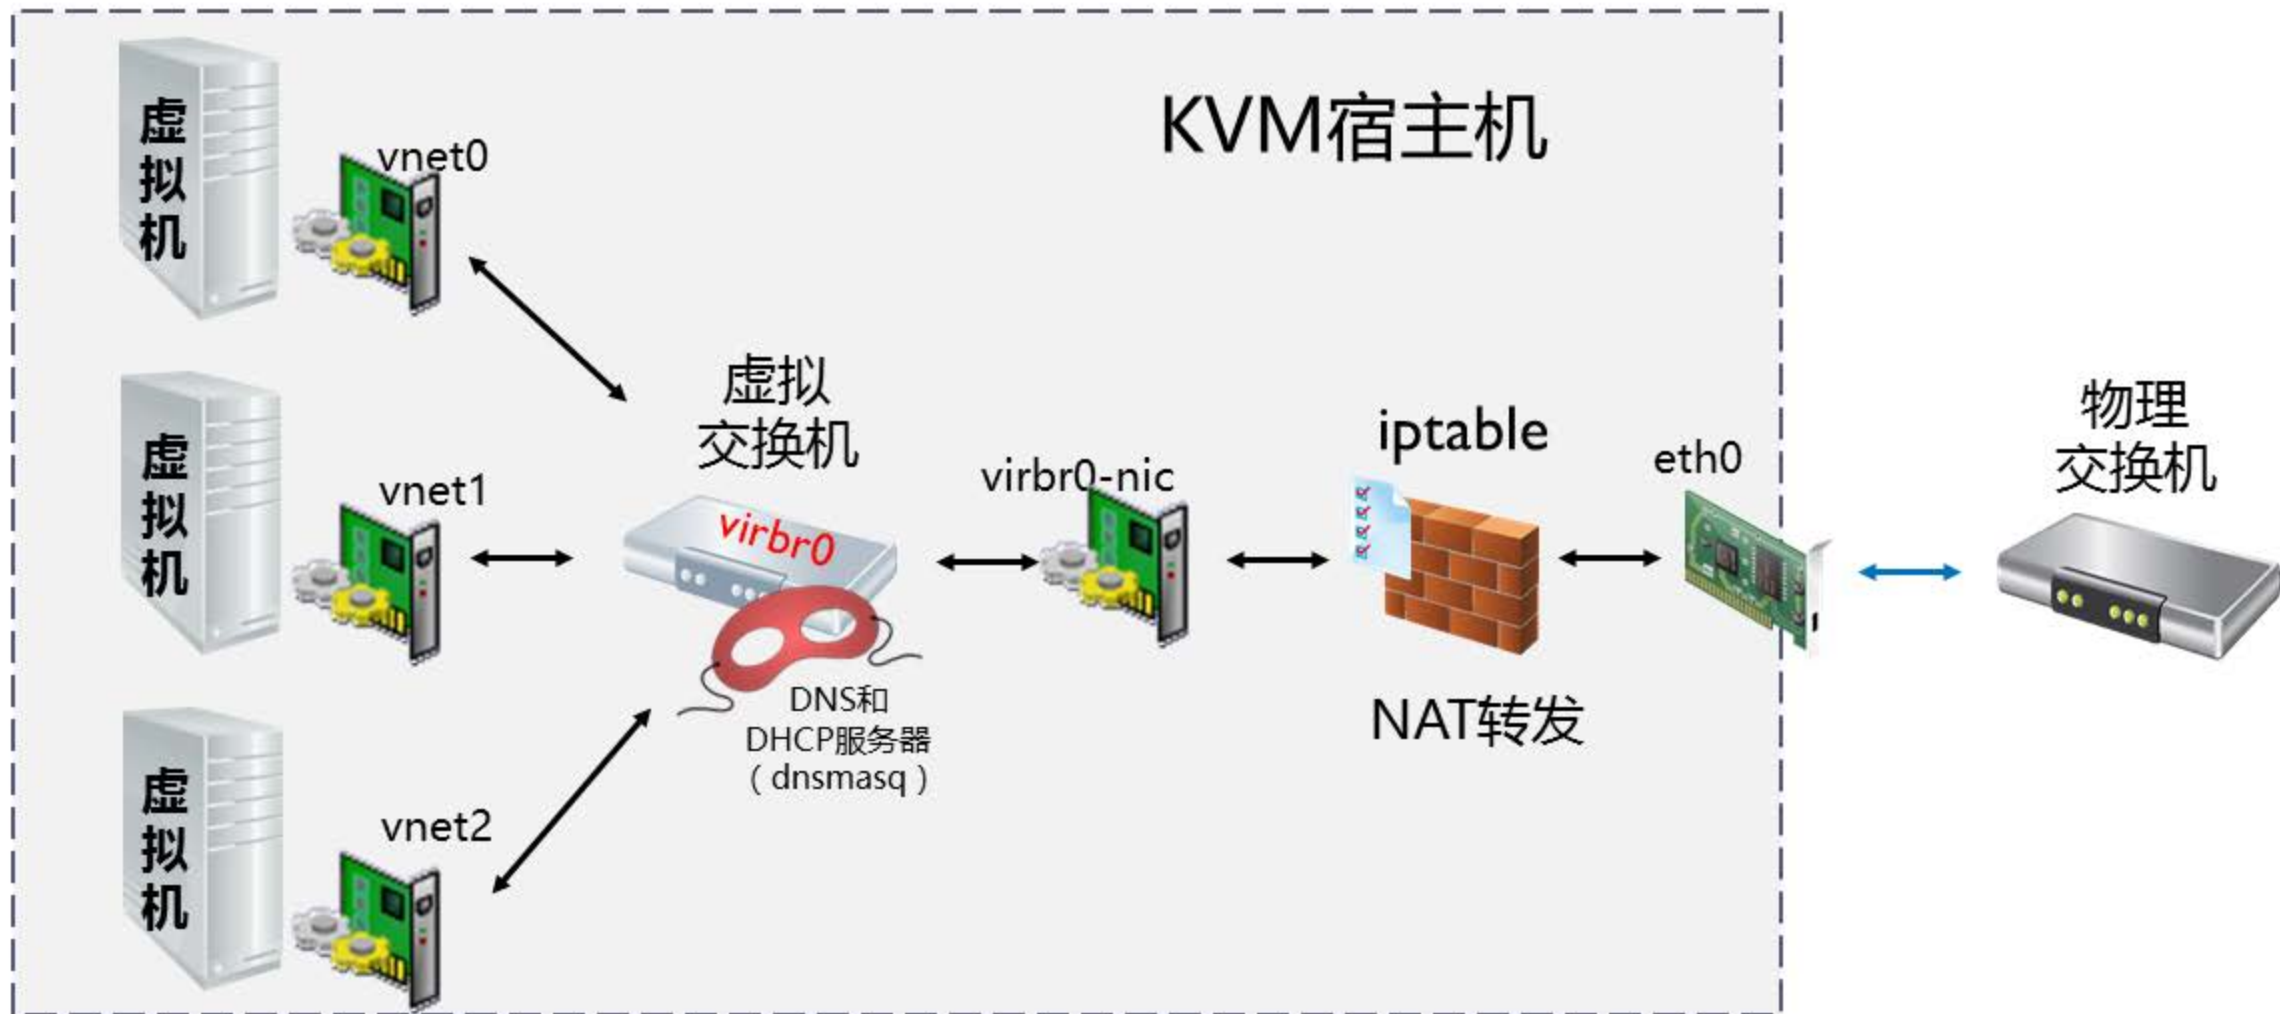 KVM宿主机
虚拟机
vnet0
虚拟机
vnet1
虚拟机
vnet2
虚拟
交换机
virbr0
DNS和
DHCP服务器
（dnsmasq）
virbr0-nic
iptable
NAT转发
eth0
物理
交换机